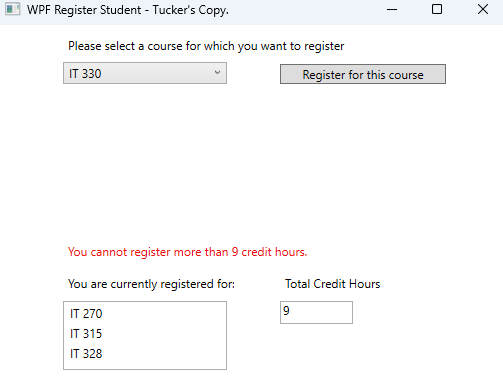 WPF Register Student - Tucker's Copy.
Please select a course for which you want to register
IT 330
Register for this course
You cannot register more than 9 credit hours.
You are currently registered for:
Total Credit Hours
IT 270
9
IT 315
IT 328